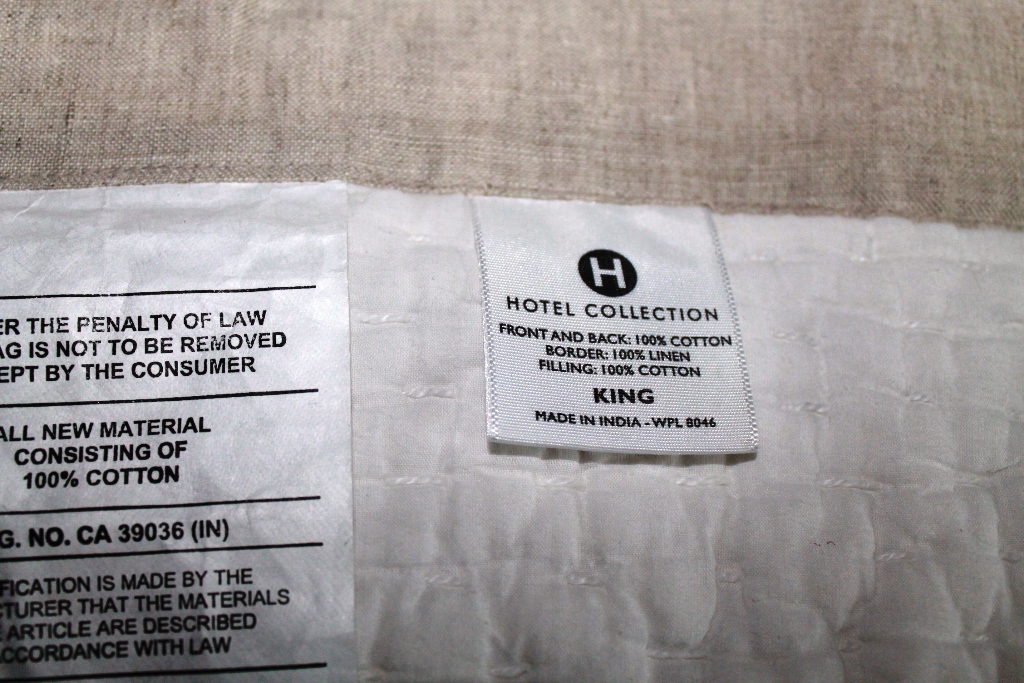 ER THE PENALTY OF LAW
AG IS NOT TO BE REMOVED
EPT BY THE CONSUMER
ALL NEW MATERIAL
CONSISTING OF
100% COTTON
G. NO. CA 39036 (IN)
FICATION IS MADE BY THE
CTURER THAT THE MATERIALS
E ARTICLE ARE DESCRIBED
ACCORDANCE WITH LAW
H
HOTEL COLLECTION
FRONT AND BACK: 100% COTTON
BORDER: 100% LINEN
FILLING: 100% COTTON
KING
MADE IN INDIA - WPL 8046